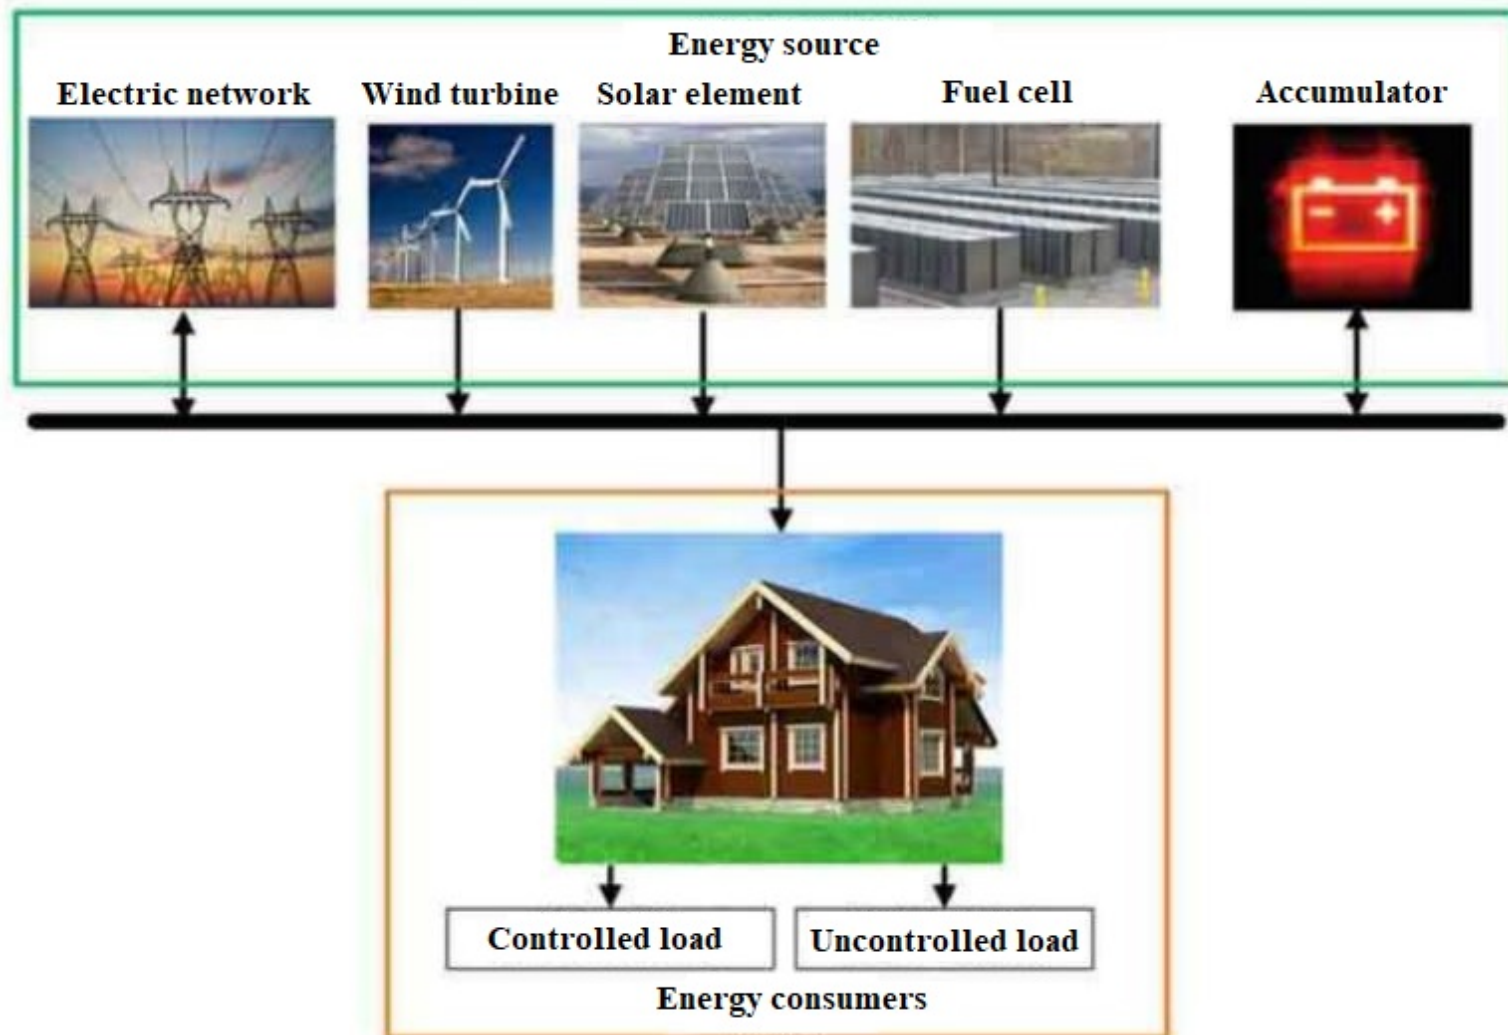 Energy source
Electric network
Wind turbine
Solar element
Fuel cell
Accumulator
Controlled load
Uncontrolled load
Energy consumers